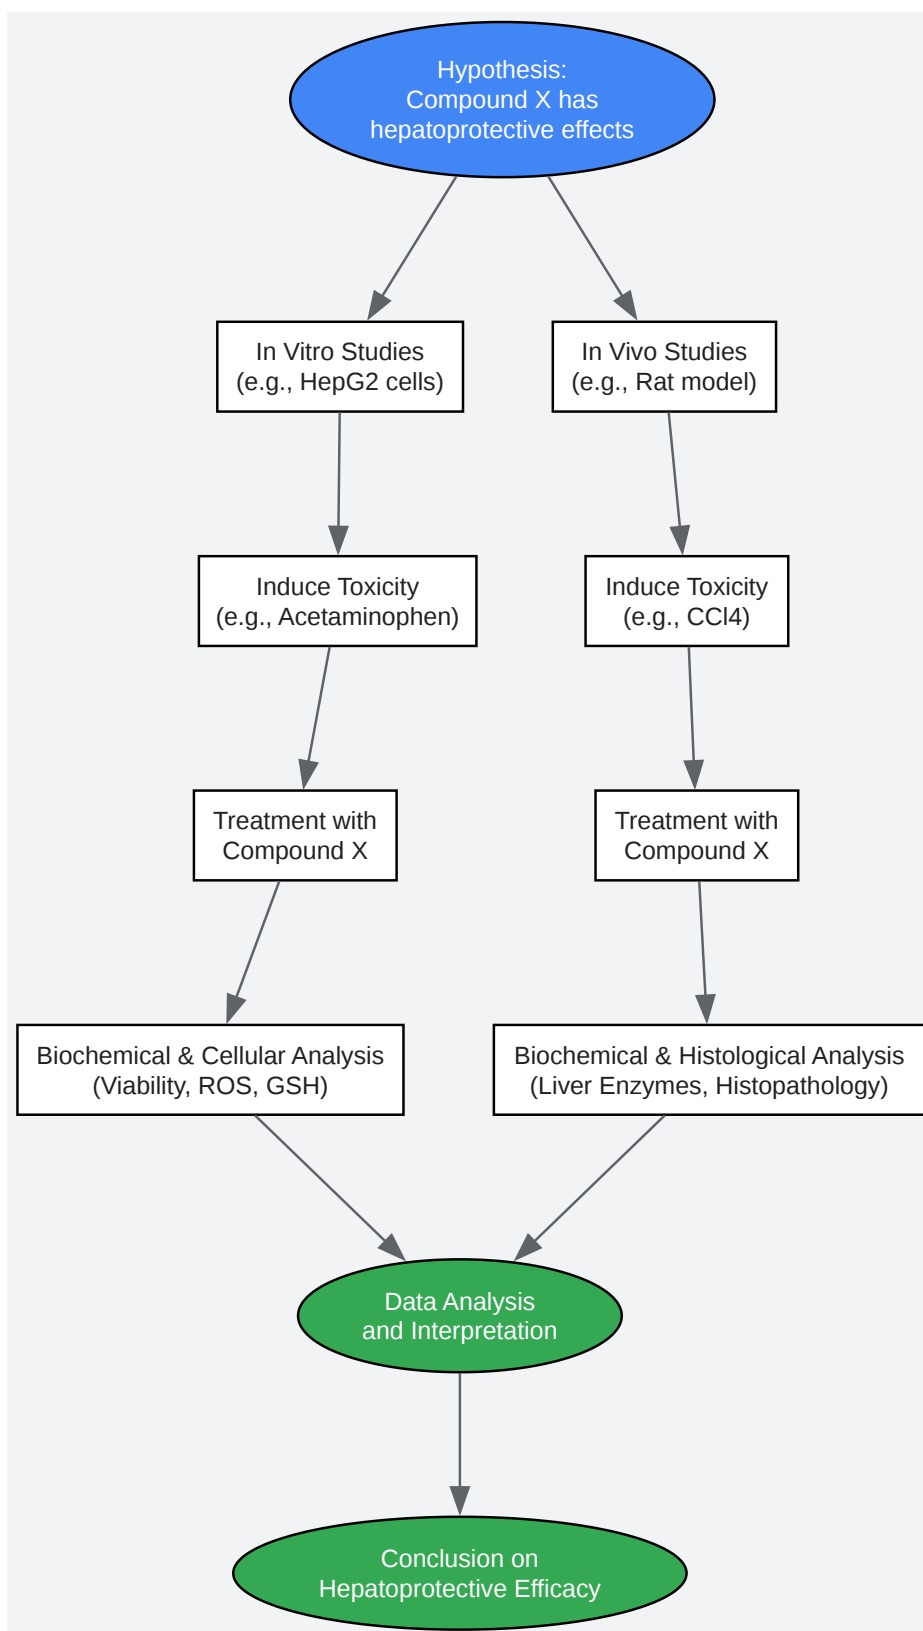 Hypothesis:
Compound X has
hepatoprotective effects
In Vitro Studies
(e.g., HepG2 cells)
In Vivo Studies
(e.g., Rat model)
Induce Toxicity
(e.g., Acetaminophen)
Induce Toxicity
(e.g., CCl4)
Treatment with
Compound X
Treatment with
Compound X
Biochemical & Cellular Analysis
(Viability, ROS, GSH)
Biochemical & Histological Analysis
(Liver Enzymes, Histopathology)
Data Analysis
and Interpretation
Conclusion on
Hepatoprotective Efficacy